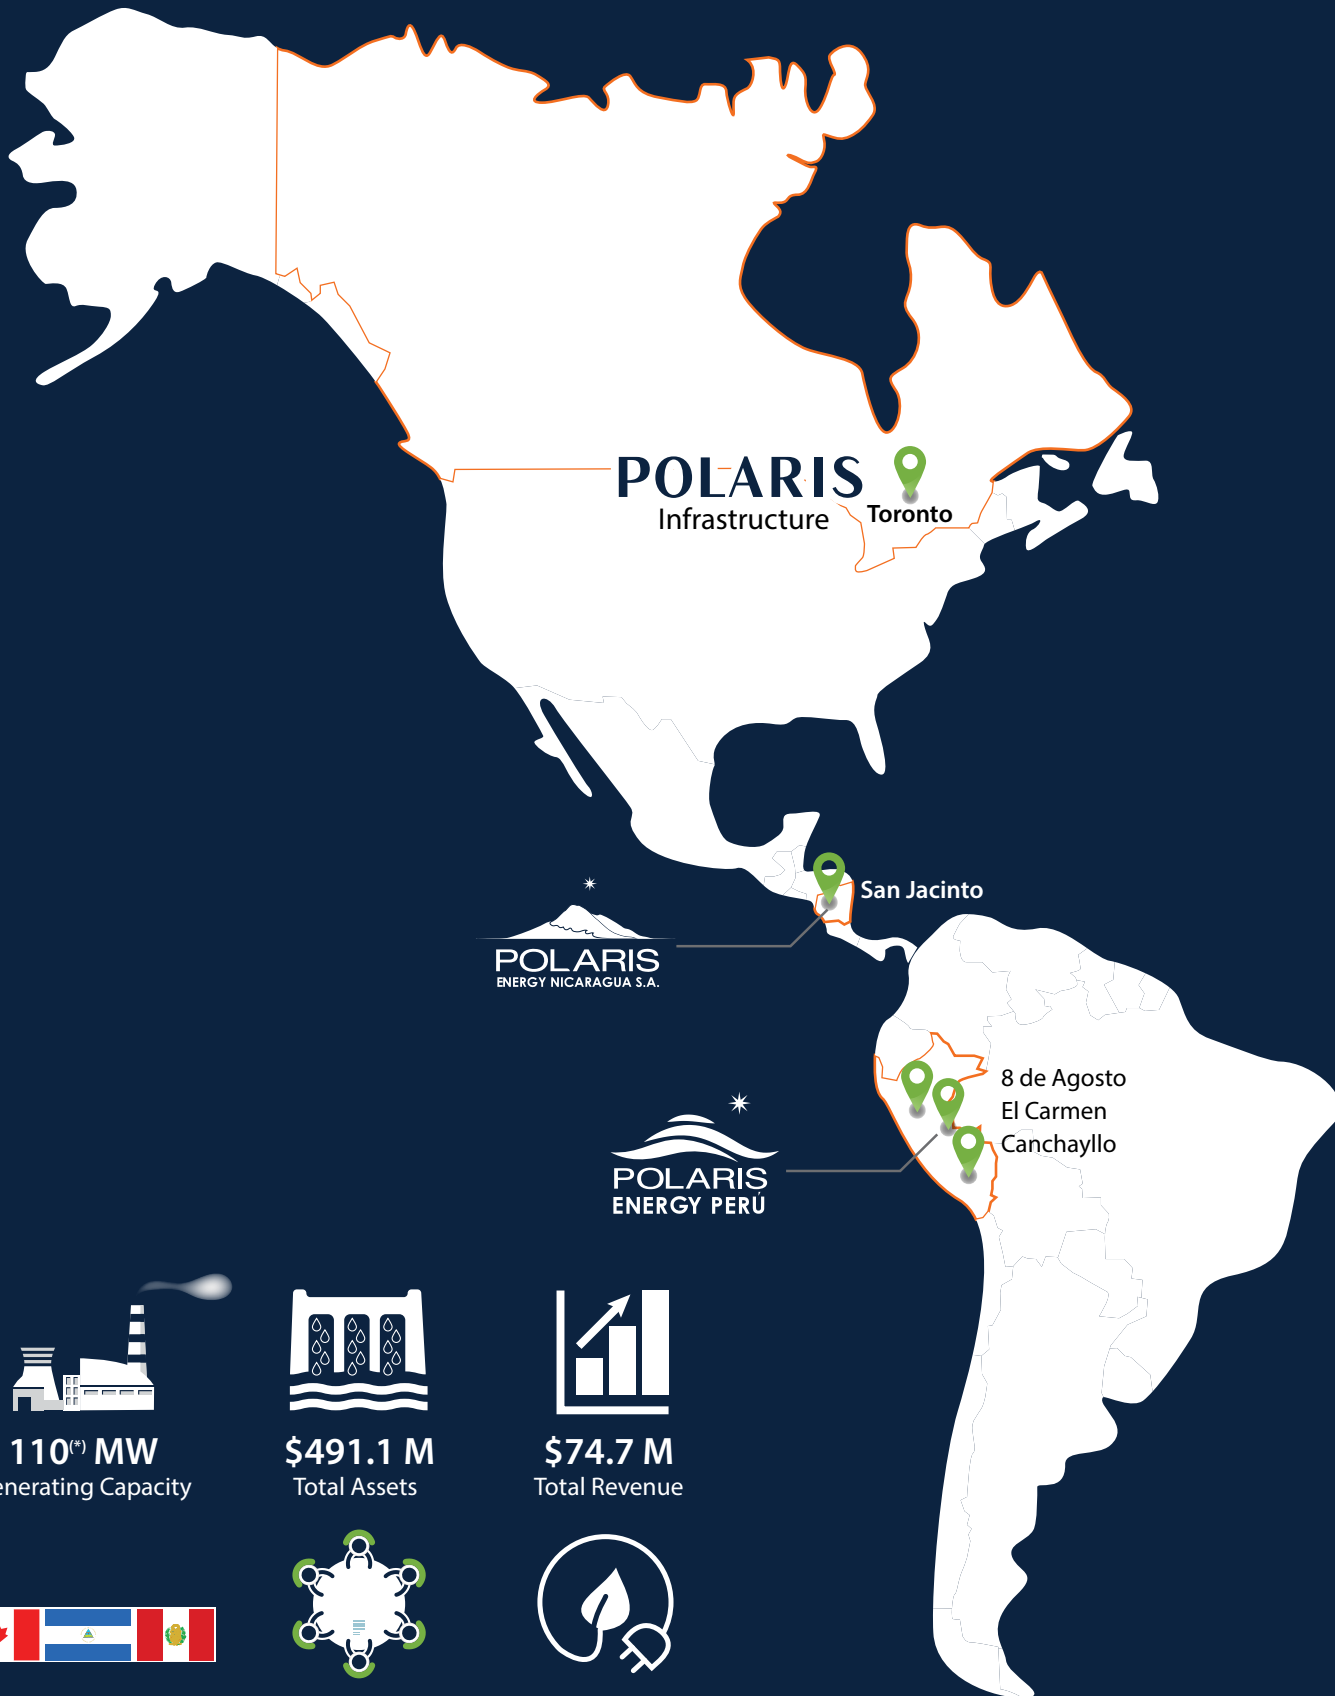 POLARIS
Infrastructure
Toronto
San Jacinto
POLARIS
ENERGY NICARAGUA S.A.
8 de Agosto
El Carmen
Canchayllo
POLARIS
ENERGY PERÚ
110(*) MW
enerating Capacity
$491.1 M
Total Assets
$74.7 M
Total Revenue